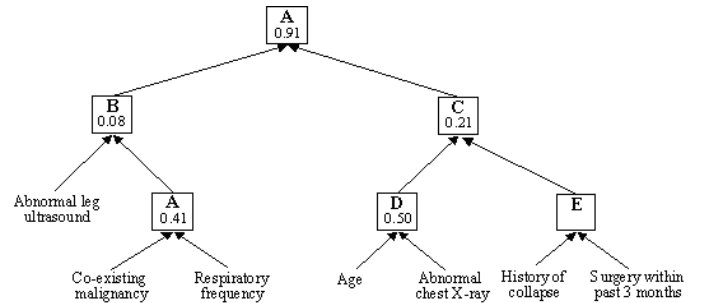 A
0.91
B
0.08
C
0.21
Abnormal leg
ultrasound
A
0.41
D
0.50
E
Co-existing
malignancy
Respiratory
frequency
Age
Abnormal
chest X-ray
History of
collapse
Surgery within
past 3 months